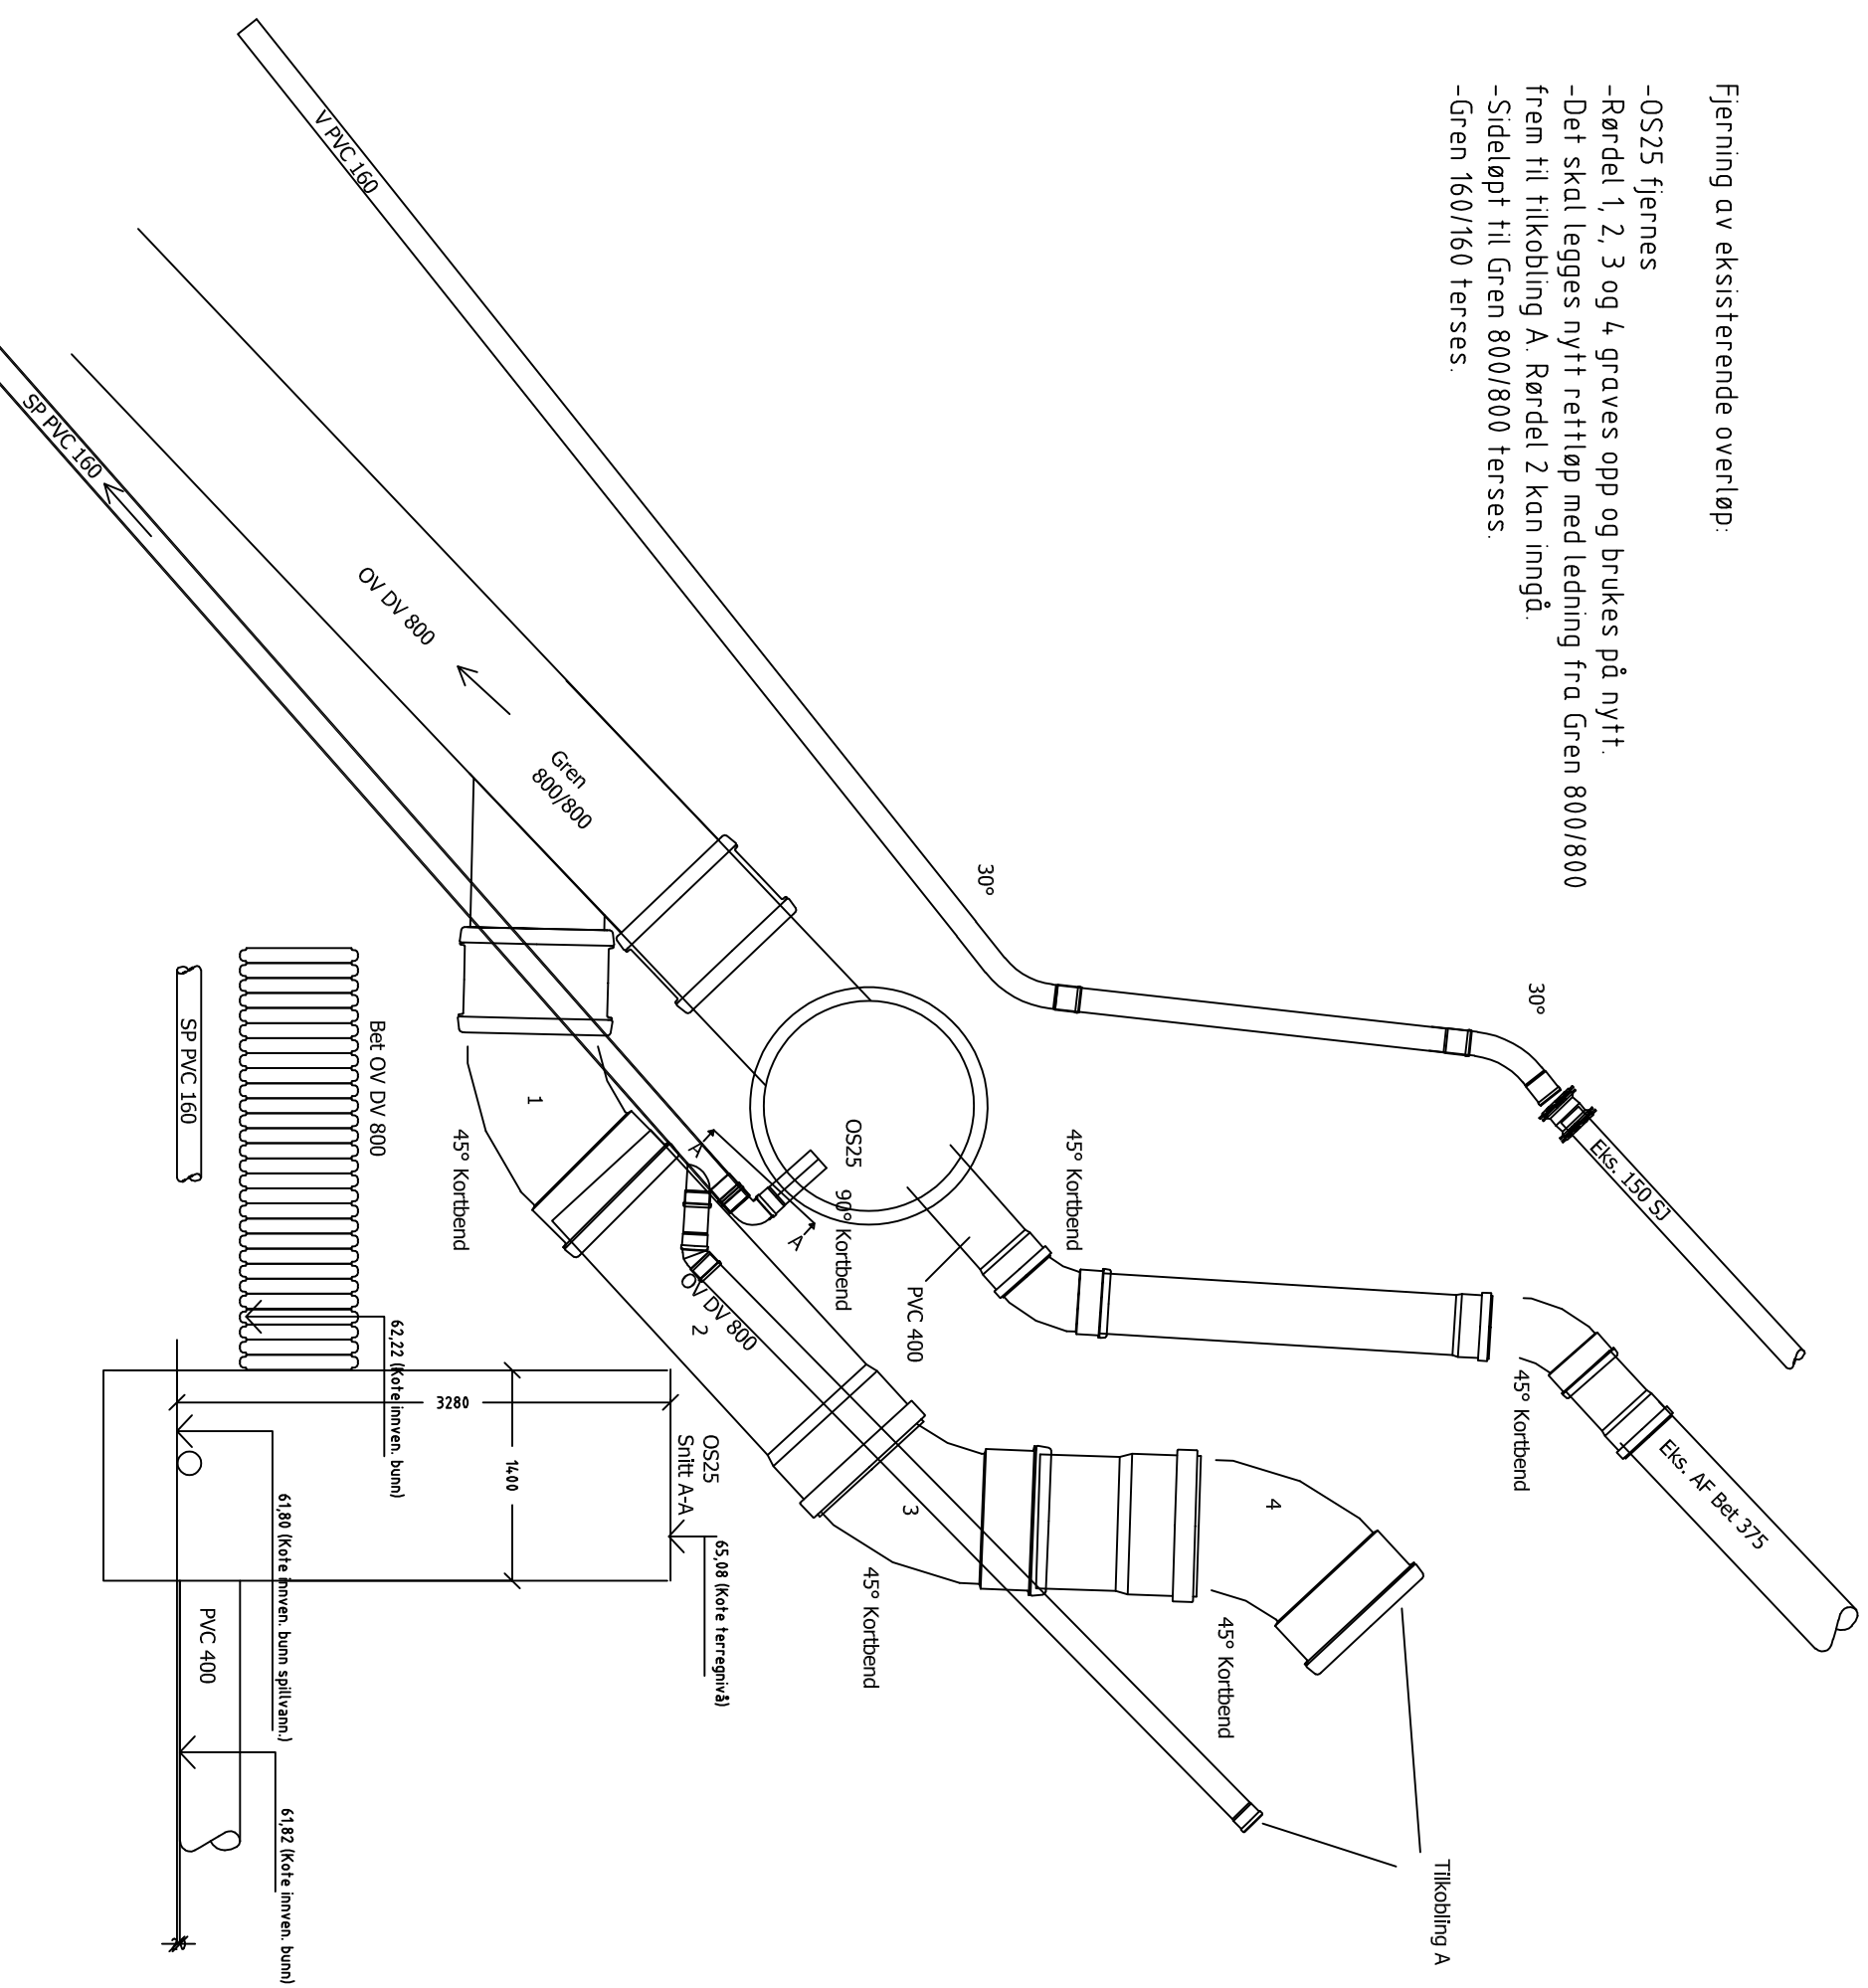 Fjerning av eksisterende overløp:
-OS25 fjernes
-Rørdel 1, 2, 3 og 4 graves opp og brukes på nytt.
-Det skal legges nytt rettløp med ledning fra Gren 800/800
frem til tilkobling A. Rørdel 2 kan inngå.
-Sideløpt til Gren 800/800 terses.
-Gren 160/160 terses.
V PVC 160
SP PVC 160
OV DV 800
Gren
800/800
30°
30°
Eks. 150 SJ
Eks. AF Bet 375
45° Kortbend
45° Kortbend
PVC 400
OS25
90° Kortbend
A
A
1
45° Kortbend
OV DV 800
2
3
45° Kortbend
4
45° Kortbend
Tilkobling A
OS25
Snitt A-A
65,08 (Kote terregnivå)
Bet OV DV 800
SP PVC 160
62,22 (Kote innven. bunn)
3280
1400
61,80 (Kote innven. bunn spillvann.)
PVC 400
61,82 (Kote innven. bunn)